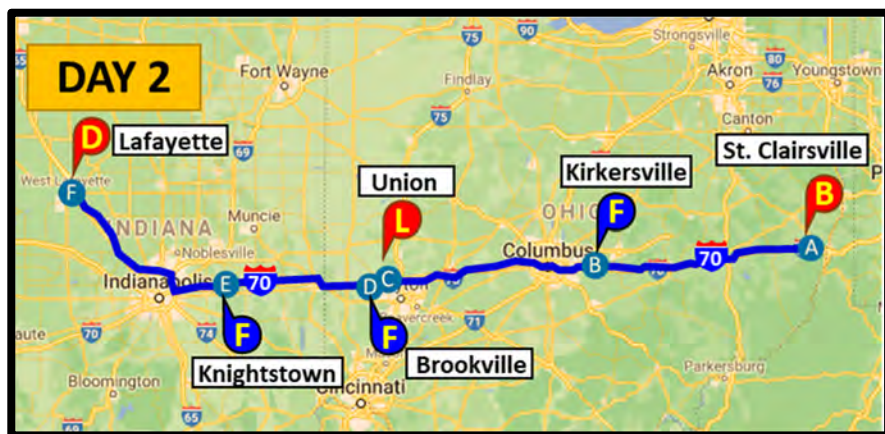 DAY 2
75
90
Strongsville
80
Fort Wayne
Findlay
Akron
Youngstown
76
D
Lafayette
75
Canton
St. Clairsville
69
West Lafayette
F
Union
Kirkersville
B
INDIANA
Muncie
L
OHIO
F
Noblesville
Columbus
70
A
Indianapolis
E
70
D
C
B
70
Dayton
F
F
Beavercreek
71
70
74
Knightstown
Brookville
Parkersburg
Bloomington
65
Cincinnati
69